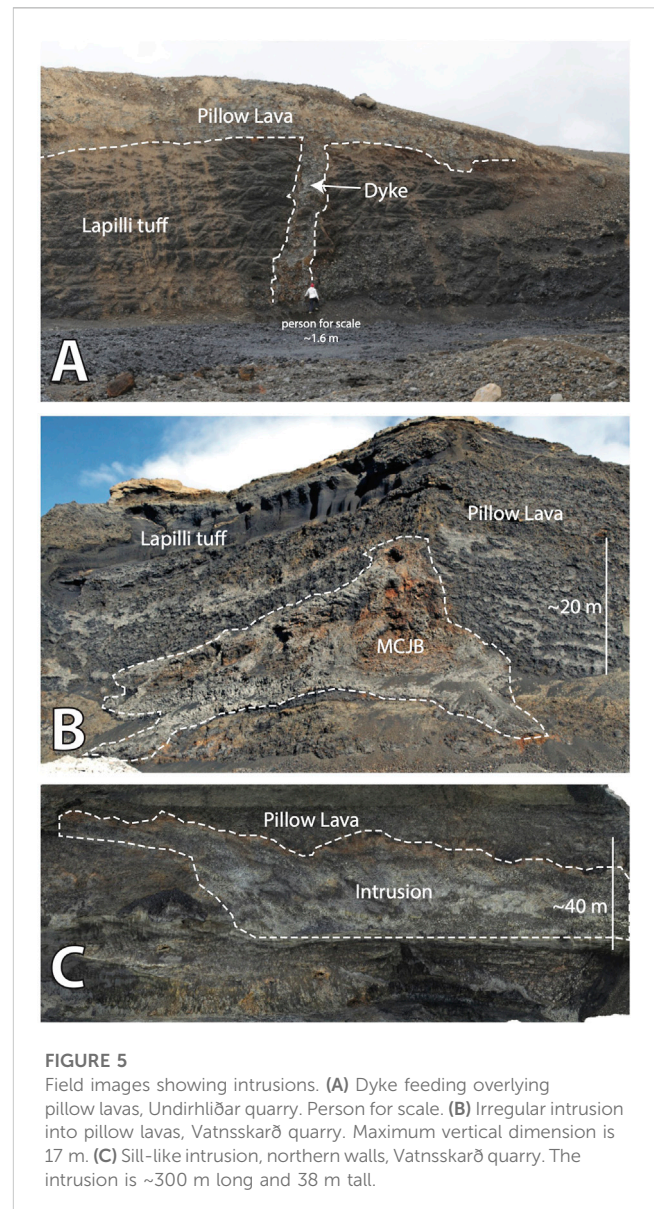 Pillow Lava
Dyke
Lapilli tuff
person for scale
~1.6 m
A
Pillow Lava
Lapilli tuff
~20 m
MCJB
B
Pillow Lava
Intrusion
~40 m
C
FIGURE 5
Field images showing intrusions. (A) Dyke feeding overlying
pillow lavas, Undirhliðar quarry. Person for scale. (B) Irregular intrusion
into pillow lavas, Vatnsskarð quarry. Maximum vertical dimension is
17 m. (C) Sill-like intrusion, northern walls, Vatnsskarð quarry. The
intrusion is ~300 m long and 38 m tall.